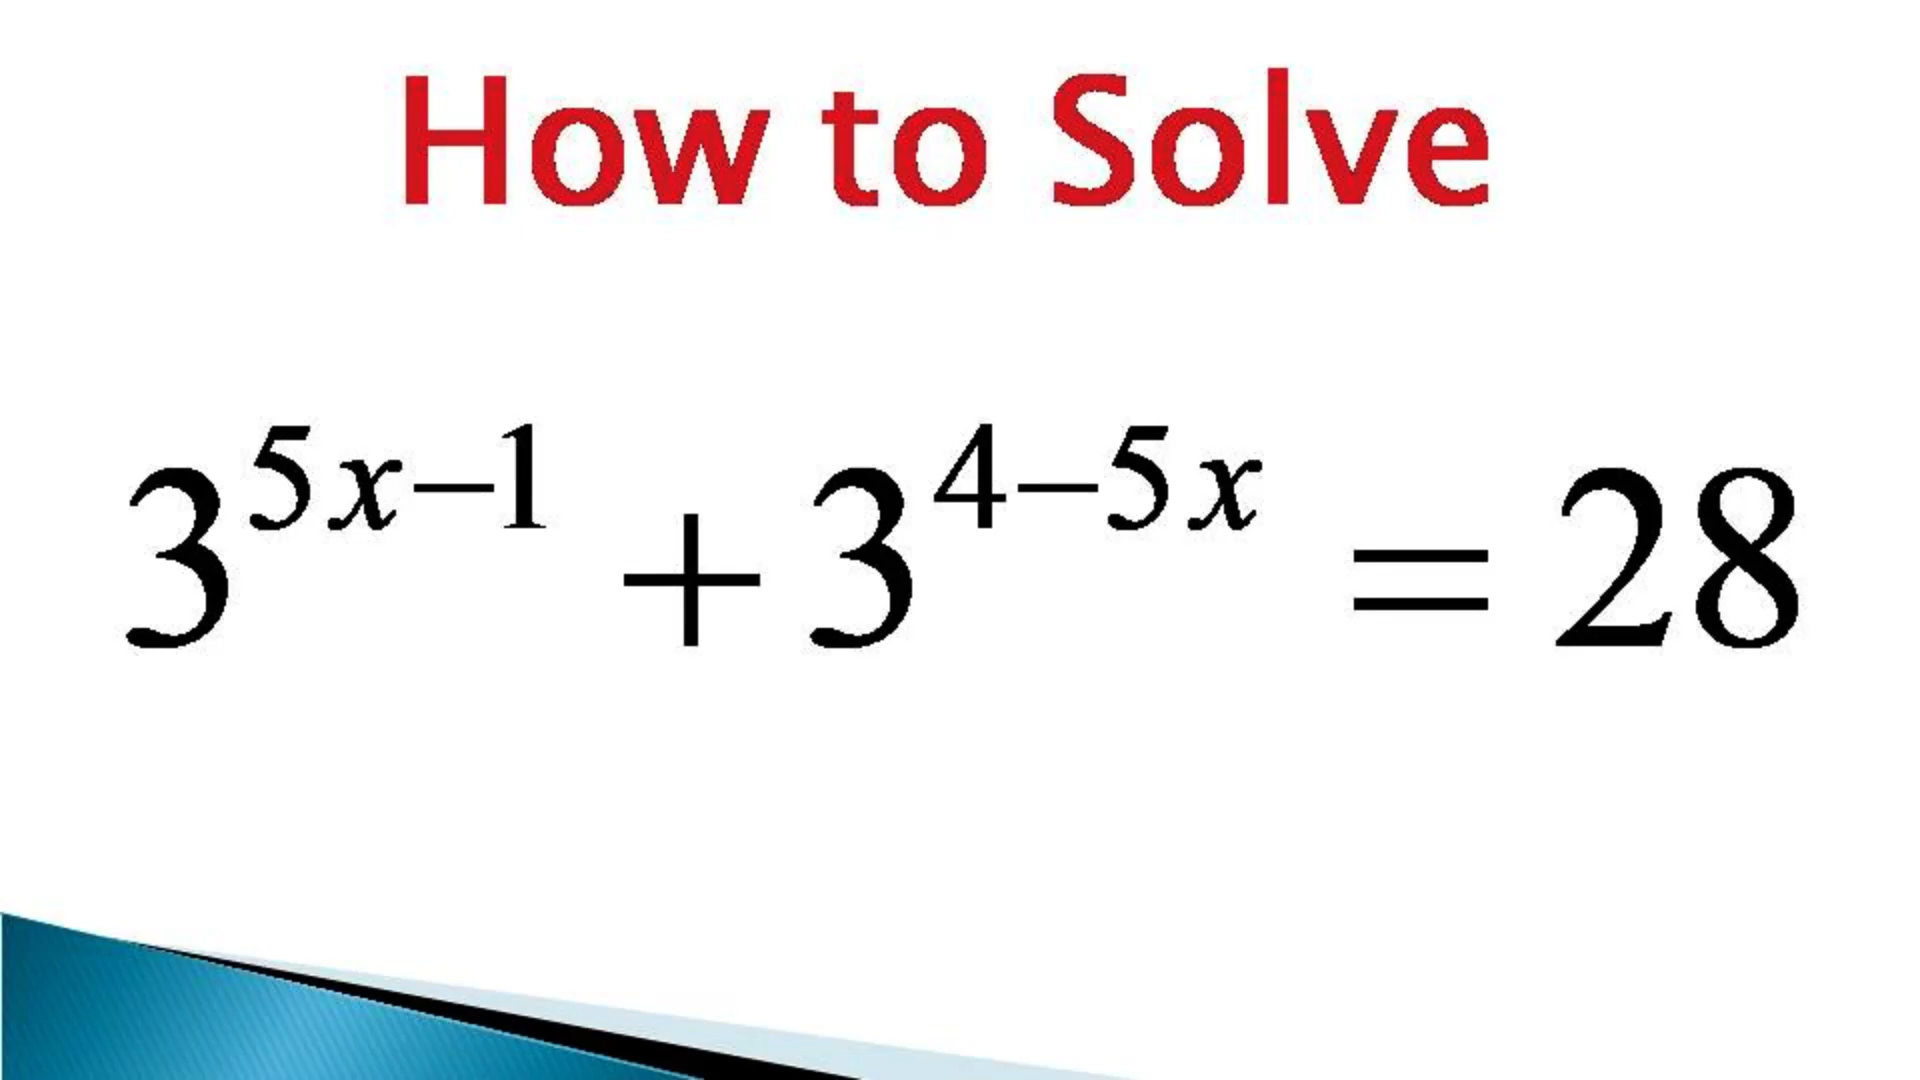 How to Solve
3^{5x-1} + 3^{4-5x} = 28